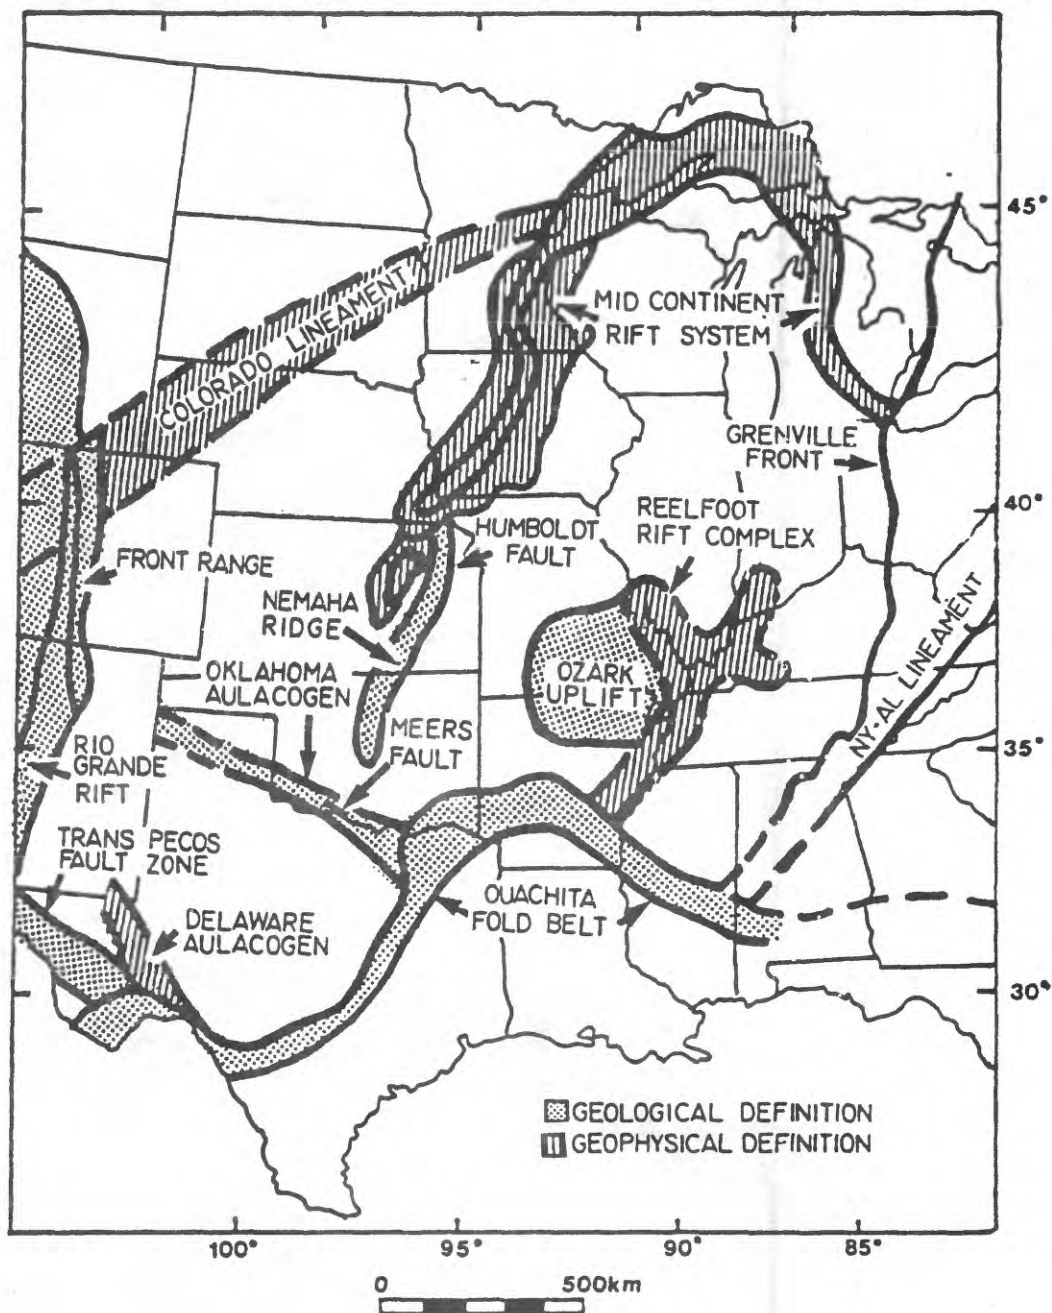 45°
COLORADO LINEAMENT
MID CONTINENT
RIFT SYSTEM
GRENVILLE
FRONT
40°
REELFOOT
RIFT COMPLEX
HUMBOLDT
FAULT
FRONT RANGE
NEMAHA
RIDGE
OKLAHOMA
AULACOGEN
OZARK
UPLIFT
NY-AL LINEAMENT
MEERS
FAULT
35°
RIO
GRANDE
RIFT
TRANS PECOS
FAULT ZONE
OUACHITA
FOLD BELT
DELAWARE
AULACOGEN
30°
GEOLOGICAL DEFINITION
GEOPHYSICAL DEFINITION
100°
95°
90°
85°
0
500km